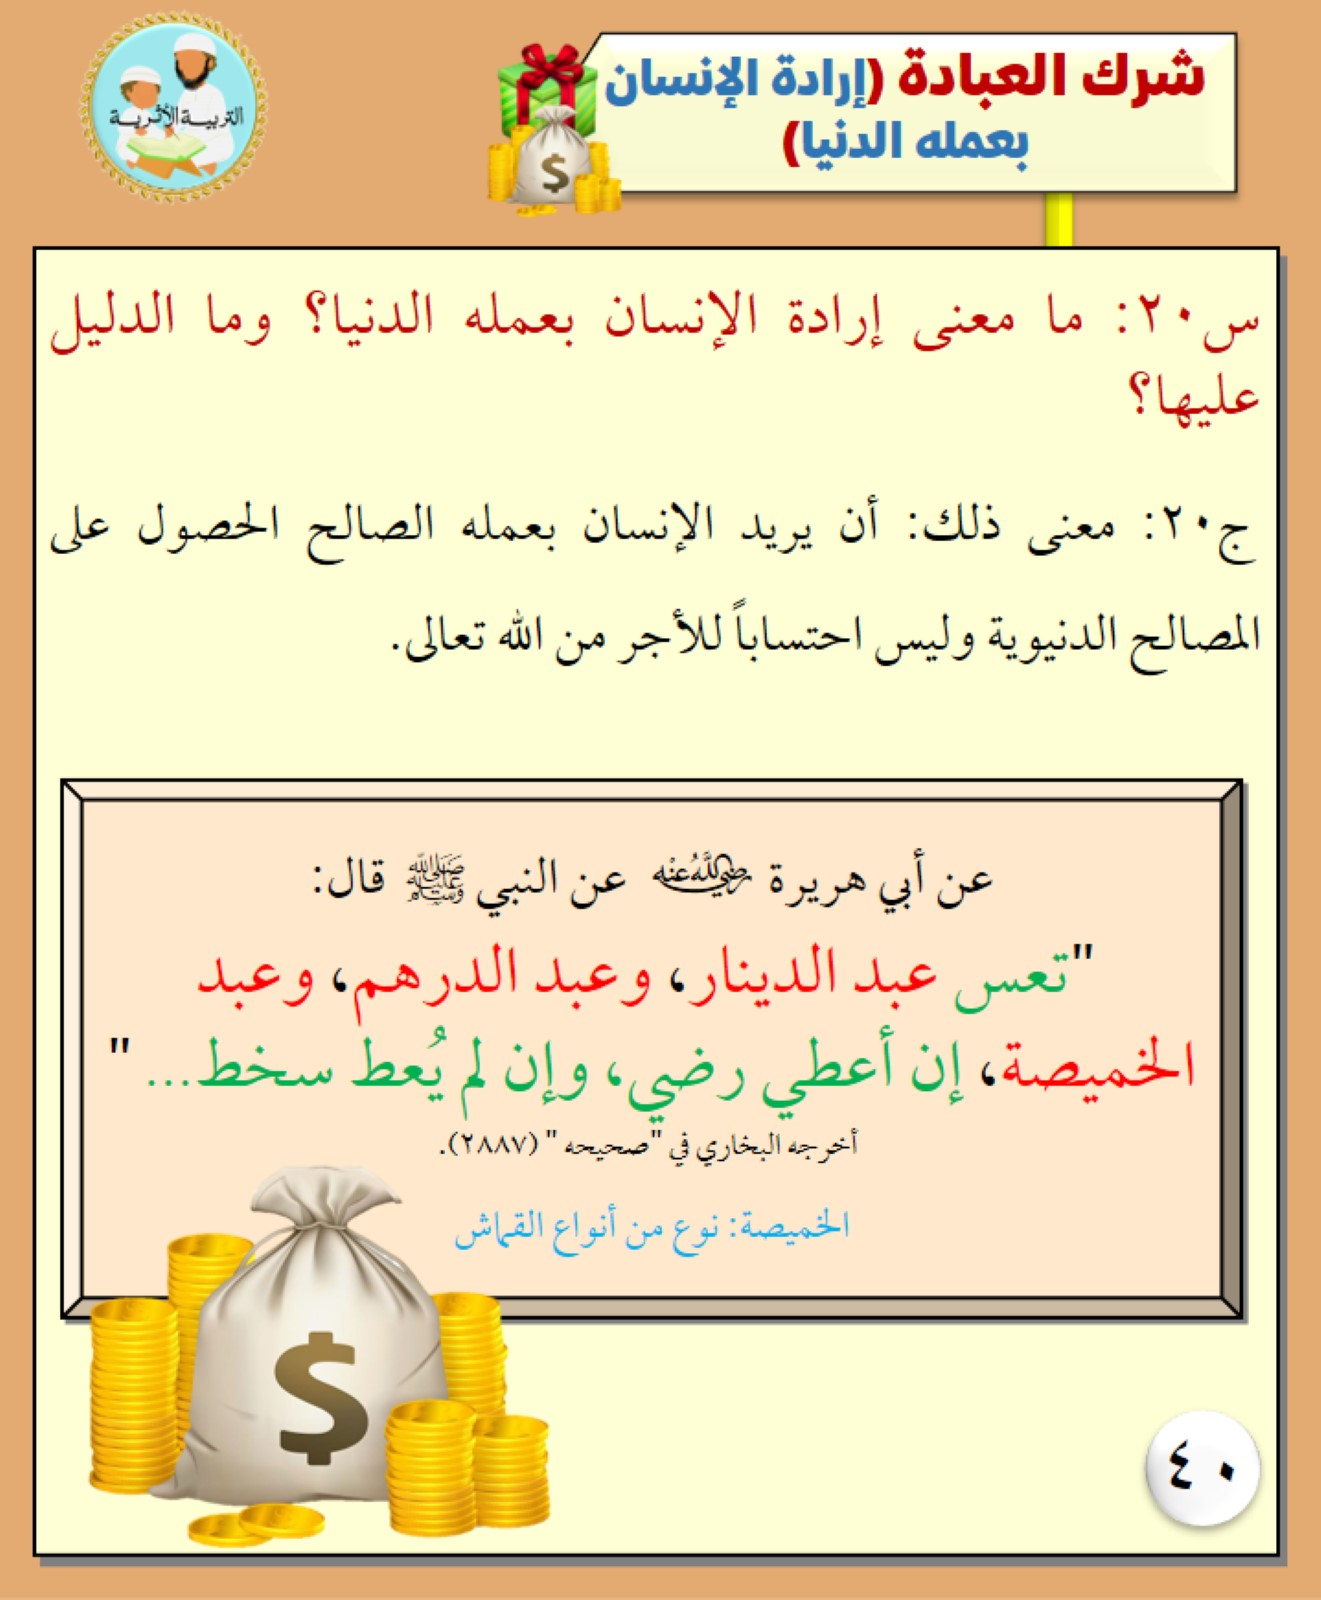 التربيــة الأثريــة
شرك العبادة (إرادة الإنسان
بعمله الدنيا)
س٢٠: ما معنى إرادة الإنسان بعمله الدنيا؟ وما الدليل
عليها؟
ج٢٠: معنى ذلك: أن يريد الإنسان بعمله الصالح الحصول على
المصالح الدنيوية وليس احتساباً للأجر من الله تعالى.
عن أبي هريرة رضي الله عنه عن النبي ﷺ قال:
"تعس عبد الدينار، وعبد الدرهم، وعبد
الخميصة، إن أعطي رضي، وإن لم يُعط سخط... "
أخرجه البخاري في "صحيحه " (٢٨٨٧).
الخميصة: نوع من أنواع القماش
$
$
٤٠